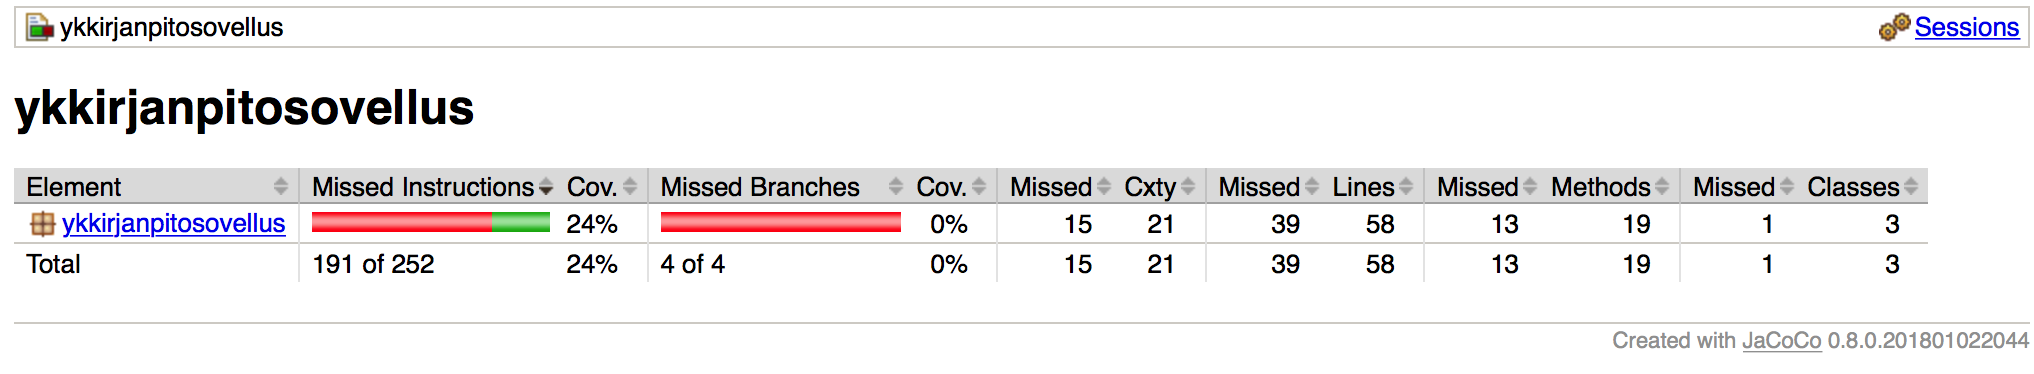 ykkirjanpitosovellus Sessions
ykkirjanpitosovellus
Element Missed Instructions Cov. Missed Branches Cov. Missed Cxty Missed Lines Missed Methods Missed Classes
ykkirjanpitosovellus 24% 0% 15 21 39 58 13 19 1 3
Total 191 of 252 24% 4 of 4 0% 15 21 39 58 13 19 1 3
Created with JaCoCo 0.8.0.201801022044